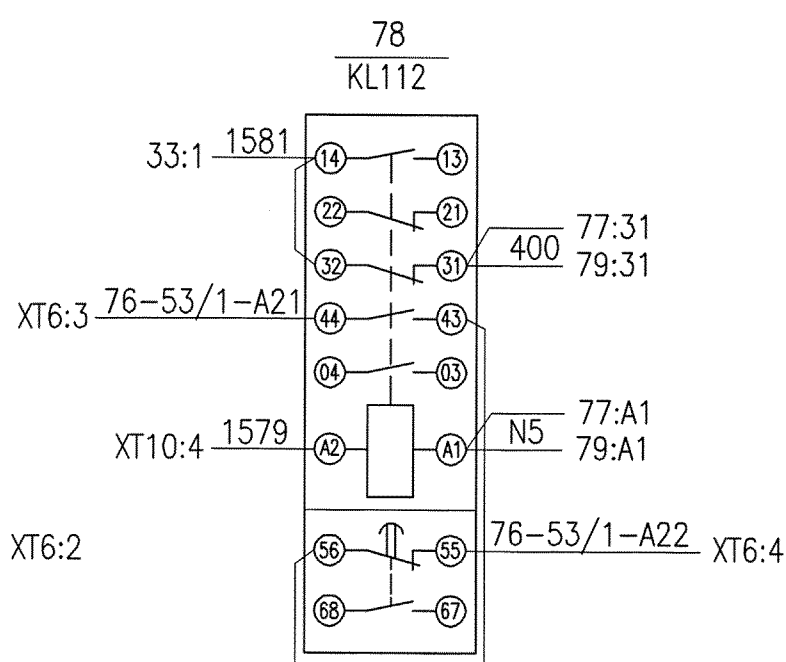 78
KL112
33:1 1581 14 13
22 21
32 31 400 77:31
79:31
XT6:3 76-53/1-A21 44 43
04 03
XT10:4 1579 A2 A1 N5 77:A1
79:A1
XT6:2 56 55 76-53/1-A22 XT6:4
68 67